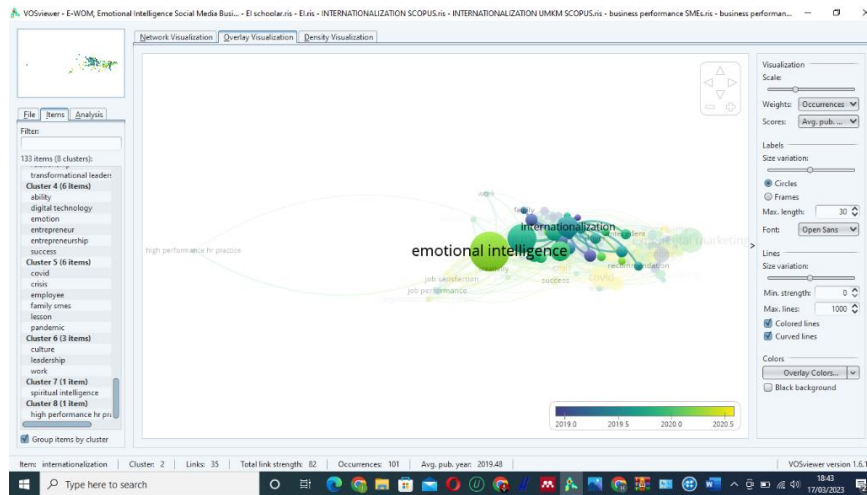 VOSviewer - E-WOM, Emotional Intelligence Social Media Busi... - EI schoolar.ris - EI.ris - INTERNATIONALIZATION SCOPUS.ris - INTERNATIONALIZATION UMKM SCOPUS.ris - business performance SMEs.ris - business performan...
Network Visualization Overlay Visualization Density Visualization
File Items Analysis
Filter:
133 items (8 clusters):
relationship
transformational leaders
Cluster 4 (6 items)
ability
digital technology
emotion
entrepreneur
entrepreneurship
success
Cluster 5 (6 items)
covid
crisis
employee
family smes
lesson
pandemic
Cluster 6 (3 items)
culture
leadership
work
Cluster 7 (1 item)
spiritual intelligence
Cluster 8 (1 item)
high performance hr pra
Group items by cluster
work
family
internationalization
high performance hr practice
emotional intelligence
marketing
recommendation
job satisfaction
success
covid
job performance
2019.0 2019.5 2020.0 2020.5
Visualization
Scale:
Weights: Occurrences
Scores: Avg. pub. ...
Labels
Size variation:
Circles
Frames
Max. length: 30
Font: Open Sans
Lines
Size variation:
Min. strength: 0
Max. lines: 1000
Colored lines
Curved lines
Colors
Overlay Colors...
Black background
Item: internationalization Cluster: 2 Links: 35 Total link strength: 82 Occurrences: 101 Avg. pub. year: 2019.48
VOSviewer version 1.6.1
Type here to search
18:43
17/03/2023